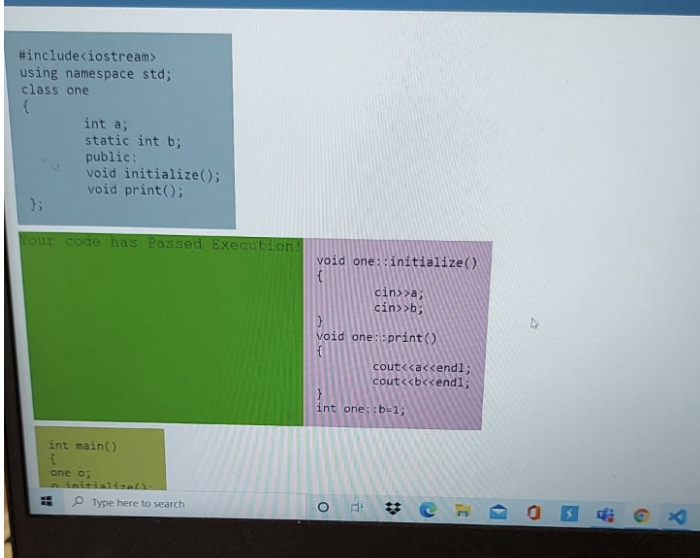 #include<iostream>
using namespace std;
class one
{
int a;
static int b;
public:
void initialize();
void print();
};
Your code has Passed Execution!
void one::initialize()
{
cin>>a;
cin>>b;
}
void one::print()
{
cout<<a<<endl;
cout<<b<<endl;
}
int one::b=1;
int main()
{
one o;
o.initialize();
Type here to search